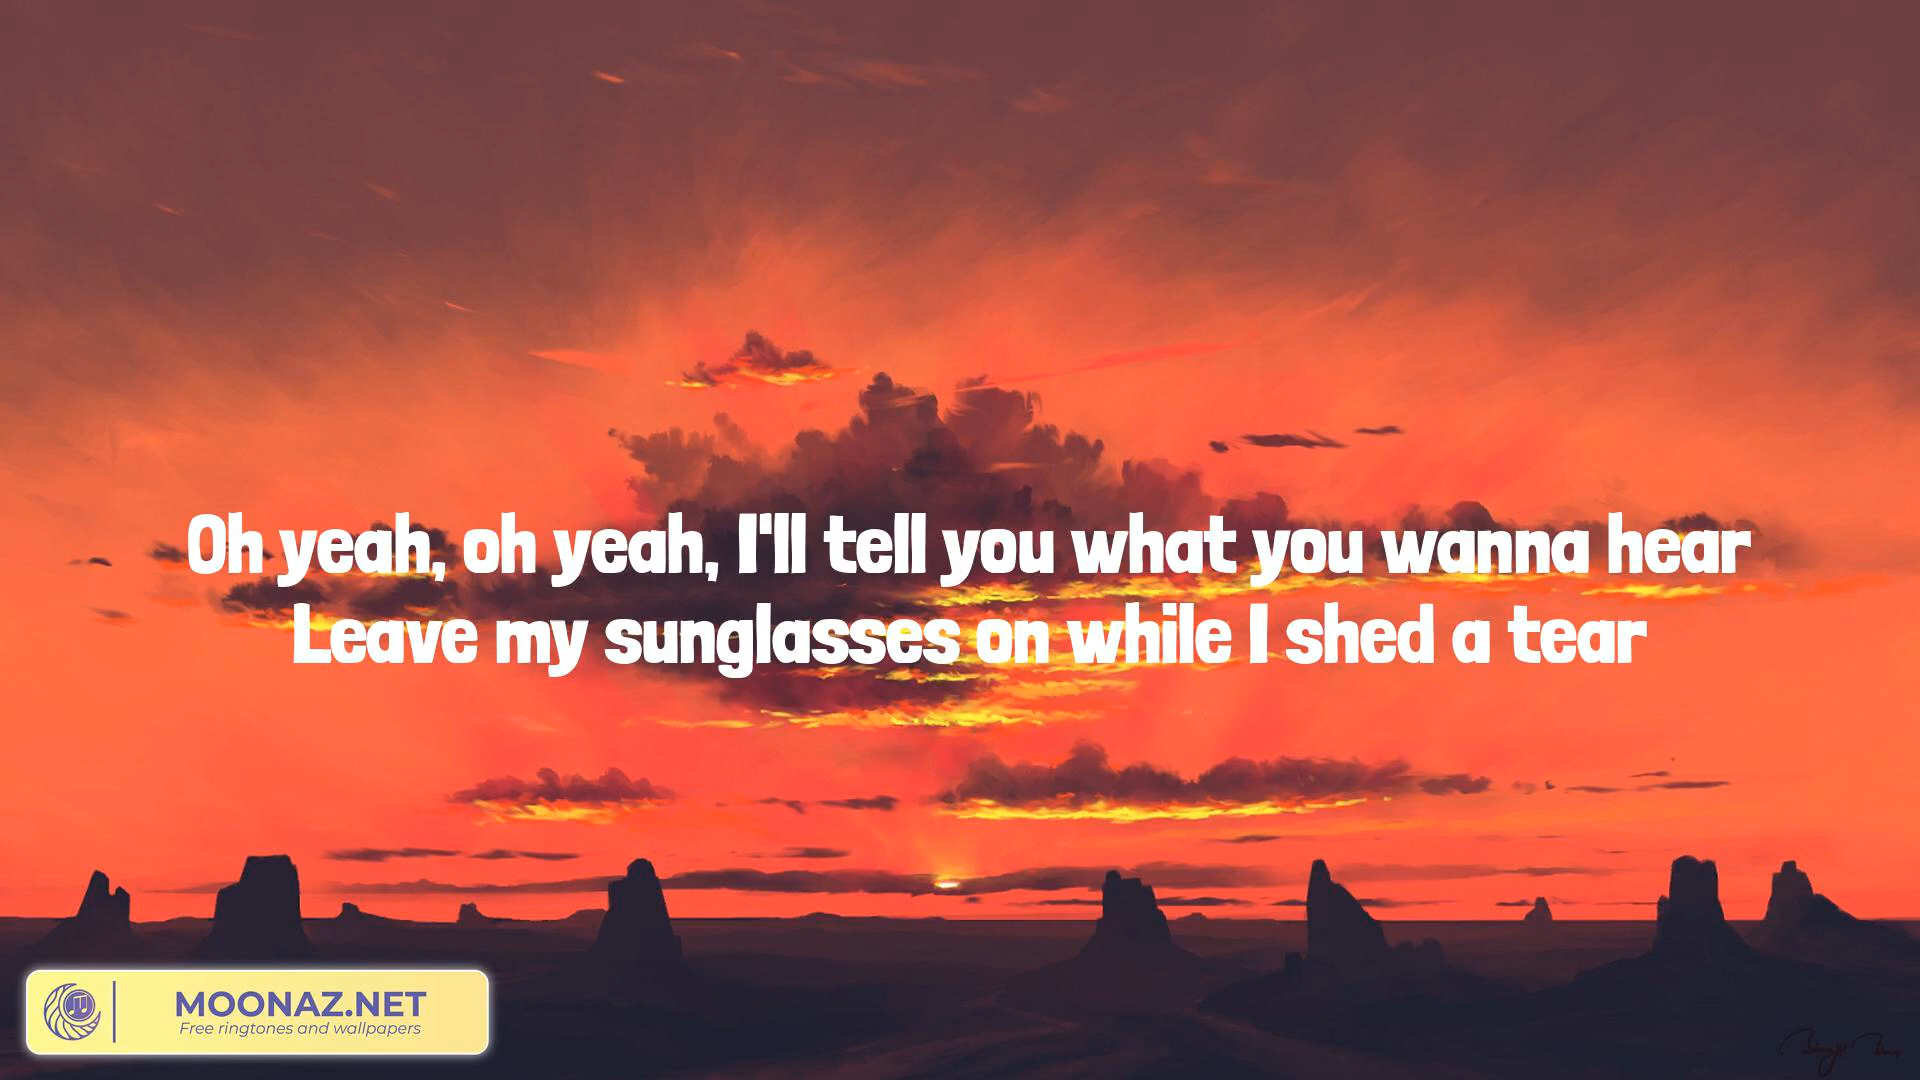 Oh yeah, oh yeah, I'll tell you what you wanna hear
Leave my sunglasses on while I shed a tear
MOONAZ.NET
Free ringtones and wallpapers